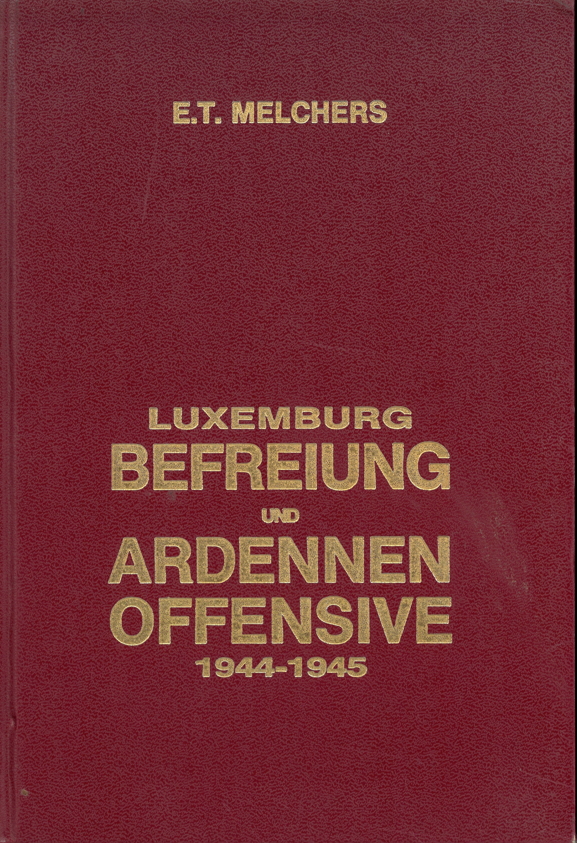 E.T. MELCHERS
LUXEMBURG
BEFREIUNG
UND
ARDENNEN
OFFENSIVE
1944-1945